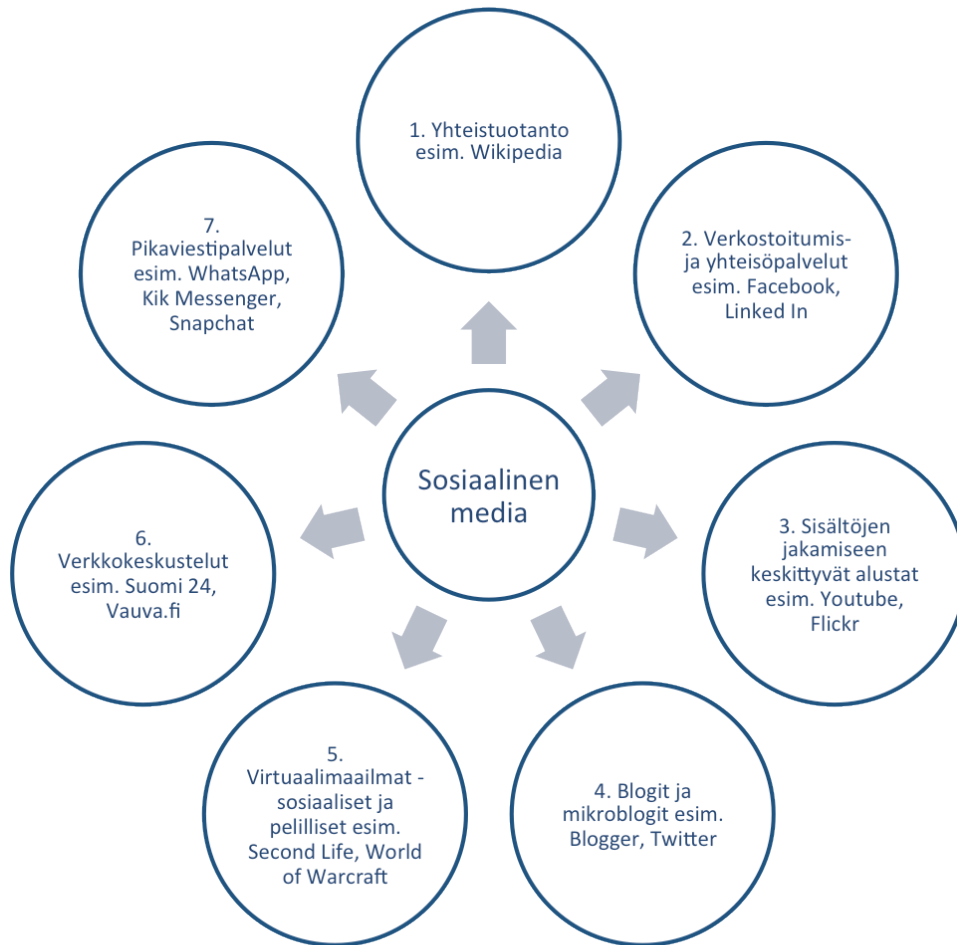 1. Yhteistuotanto
esim. Wikipedia
2. Verkostoitumis-
ja yhteisöpalvelut
esim. Facebook,
Linked In
3. Sisältöjen
jakamiseen
keskittyvät alustat
esim. Youtube,
Flickr
4. Blogit ja
mikroblogit esim.
Blogger, Twitter
5.
Virtuaalimaailmat -
sosiaaliset ja
pelilliset esim.
Second Life, World
of Warcraft
6.
Verkkokeskustelut
esim. Suomi 24,
Vauva.fi
7.
Pikaviestipalvelut
esim. WhatsApp,
Kik Messenger,
Snapchat
Sosiaalinen
media